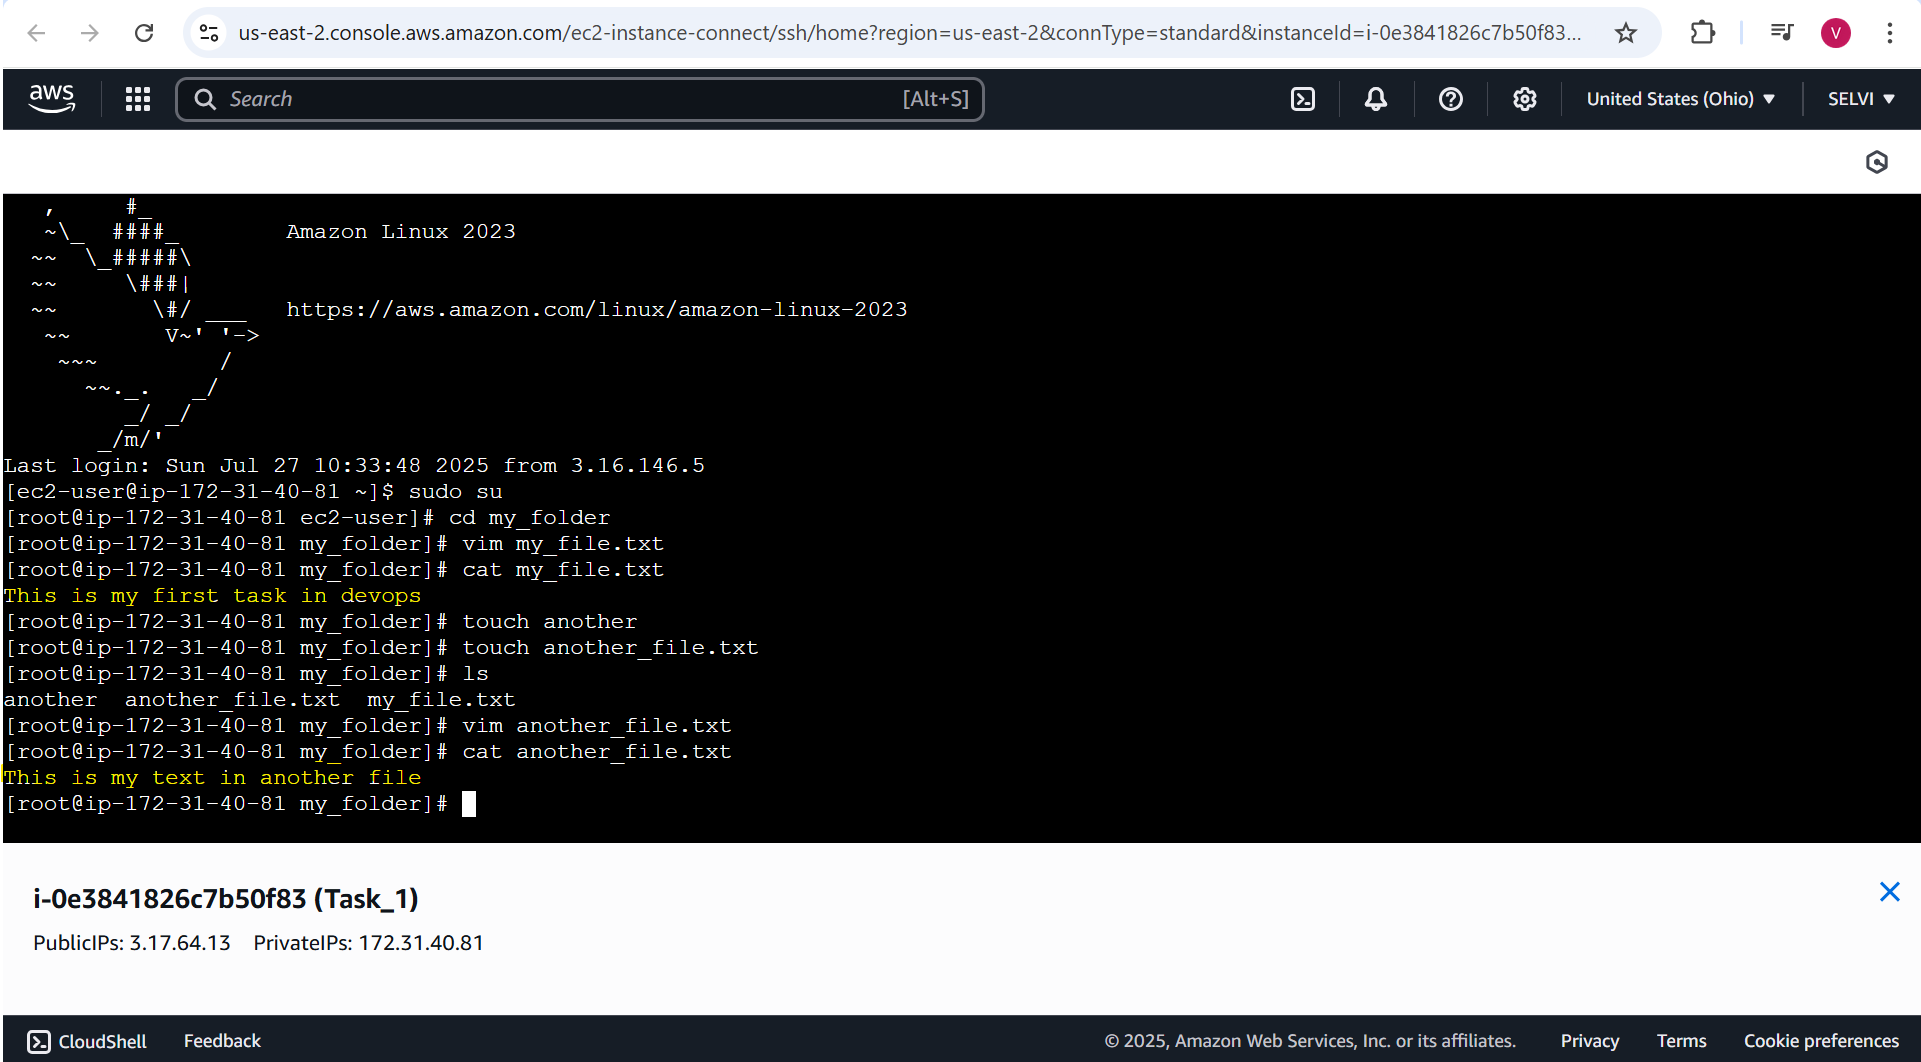 us-east-2.console.aws.amazon.com/ec2-instance-connect/ssh/home?region=us-east-2&connType=standard&instanceId=i-0e3841826c7b50f83...
V
aws
Search [Alt+S]
United States (Ohio)
SELVI
   ,     #_
   ~\_  ####_        Amazon Linux 2023
  ~~  \_#####\
  ~~     \###|
  ~~       \#/ ___   https://aws.amazon.com/linux/amazon-linux-2023
   ~~       V~' '->
    ~~~         /
      ~~._.   _/
         _/ _/
       _/m/'
Last login: Sun Jul 27 10:33:48 2025 from 3.16.146.5
[ec2-user@ip-172-31-40-81 ~]$ sudo su
[root@ip-172-31-40-81 ec2-user]# cd my_folder
[root@ip-172-31-40-81 my_folder]# vim my_file.txt
[root@ip-172-31-40-81 my_folder]# cat my_file.txt
This is my first task in devops
[root@ip-172-31-40-81 my_folder]# touch another
[root@ip-172-31-40-81 my_folder]# touch another_file.txt
[root@ip-172-31-40-81 my_folder]# ls
another  another_file.txt  my_file.txt
[root@ip-172-31-40-81 my_folder]# vim another_file.txt
[root@ip-172-31-40-81 my_folder]# cat another_file.txt
This is my text in another file
[root@ip-172-31-40-81 my_folder]#
i-0e3841826c7b50f83 (Task_1)
PublicIPs: 3.17.64.13 PrivateIPs: 172.31.40.81
CloudShell Feedback © 2025, Amazon Web Services, Inc. or its affiliates. Privacy Terms Cookie preferences